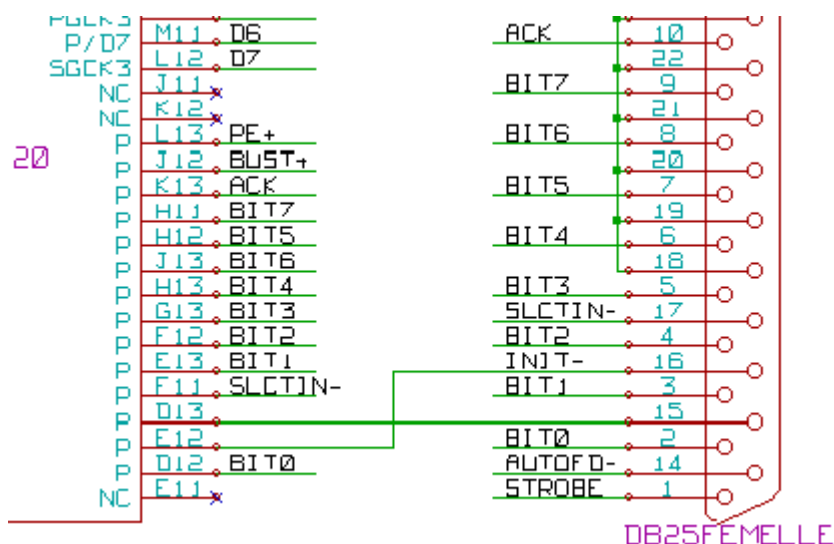 PGCK3
P/D7 M11 D6 ACK 10
SGCK3 L12 D7 22
NC J11 BIT7 9
NC K12 21
P L13 PE+ BIT6 8
20 P J12 BUST+ 20
P K13 ACK BIT5 7
P H11 BIT7 19
P H12 BIT5 BIT4 6
P J13 BIT6 18
P H13 BIT4 BIT3 5
P G13 BIT3 SLCTIN- 17
P F12 BIT2 BIT2 4
P E13 BIT1 INIT- 16
P F11 SLCTIN- BIT1 3
P D13 15
P E12 BIT0 2
P D12 BIT0 AUTOFD- 14
NC E11 STROBE 1
DB25FEMELLE